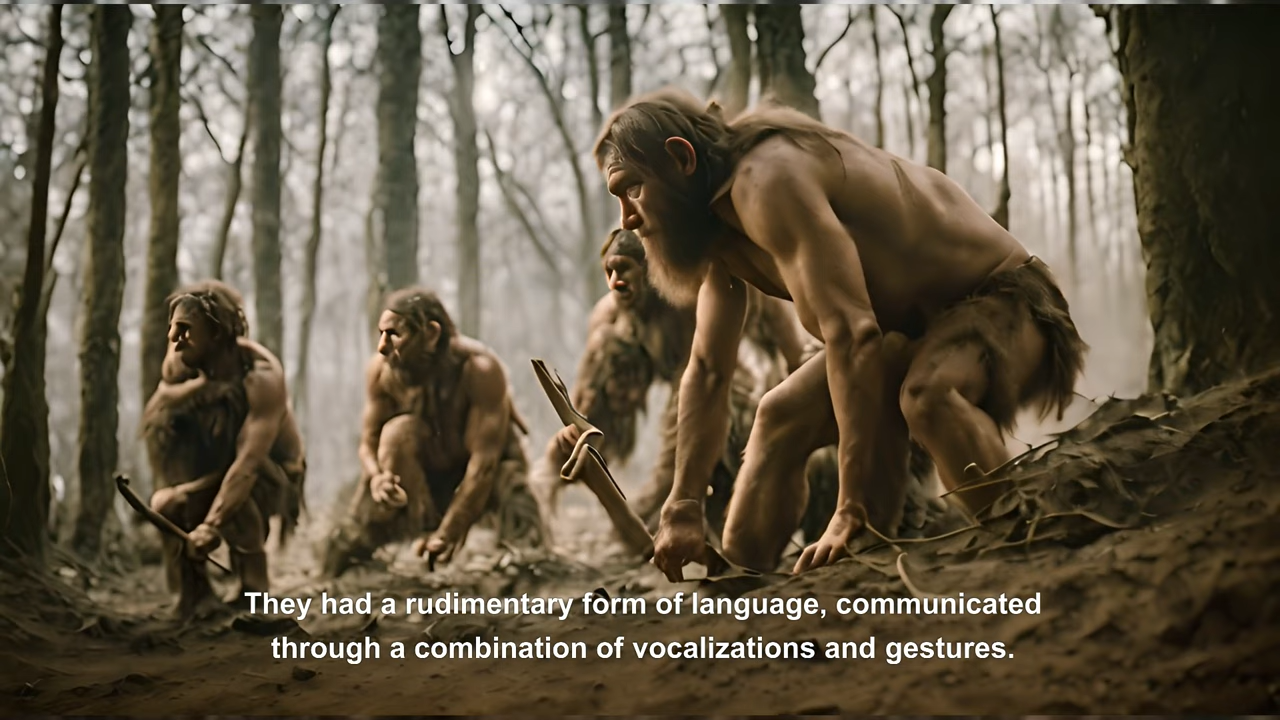 They had a rudimentary form of language, communicated
through a combination of vocalizations and gestures.